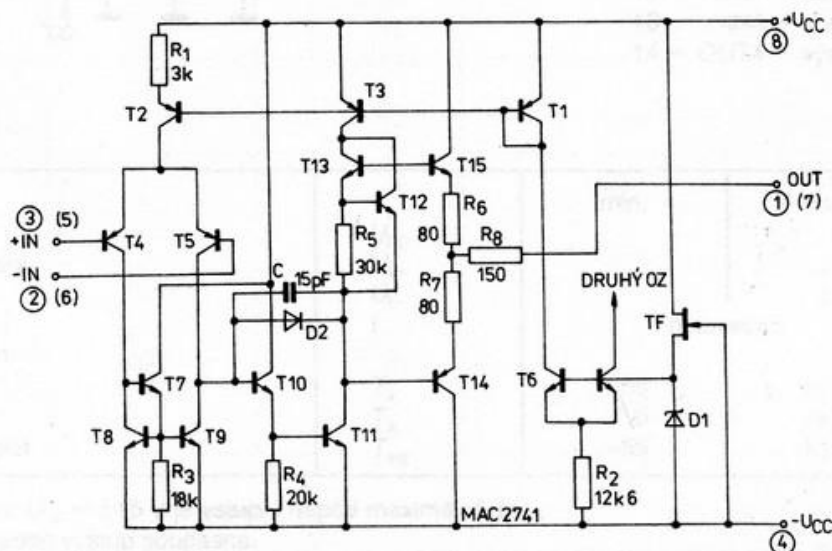 +UCC
8
R1
3k
T2
T3
T1
T13
T15
OUT
1 (7)
T12
R6
80
R8
150
3 (5)
+IN
T4
T5
-IN
2 (6)
R5
30k
C
15pF
R7
80
DRUHÝ OZ
TF
D2
T7
T10
T14
T6
D1
T8
T9
T11
R3
18k
R4
20k
R2
12k6
MAC 2741
-UCC
4